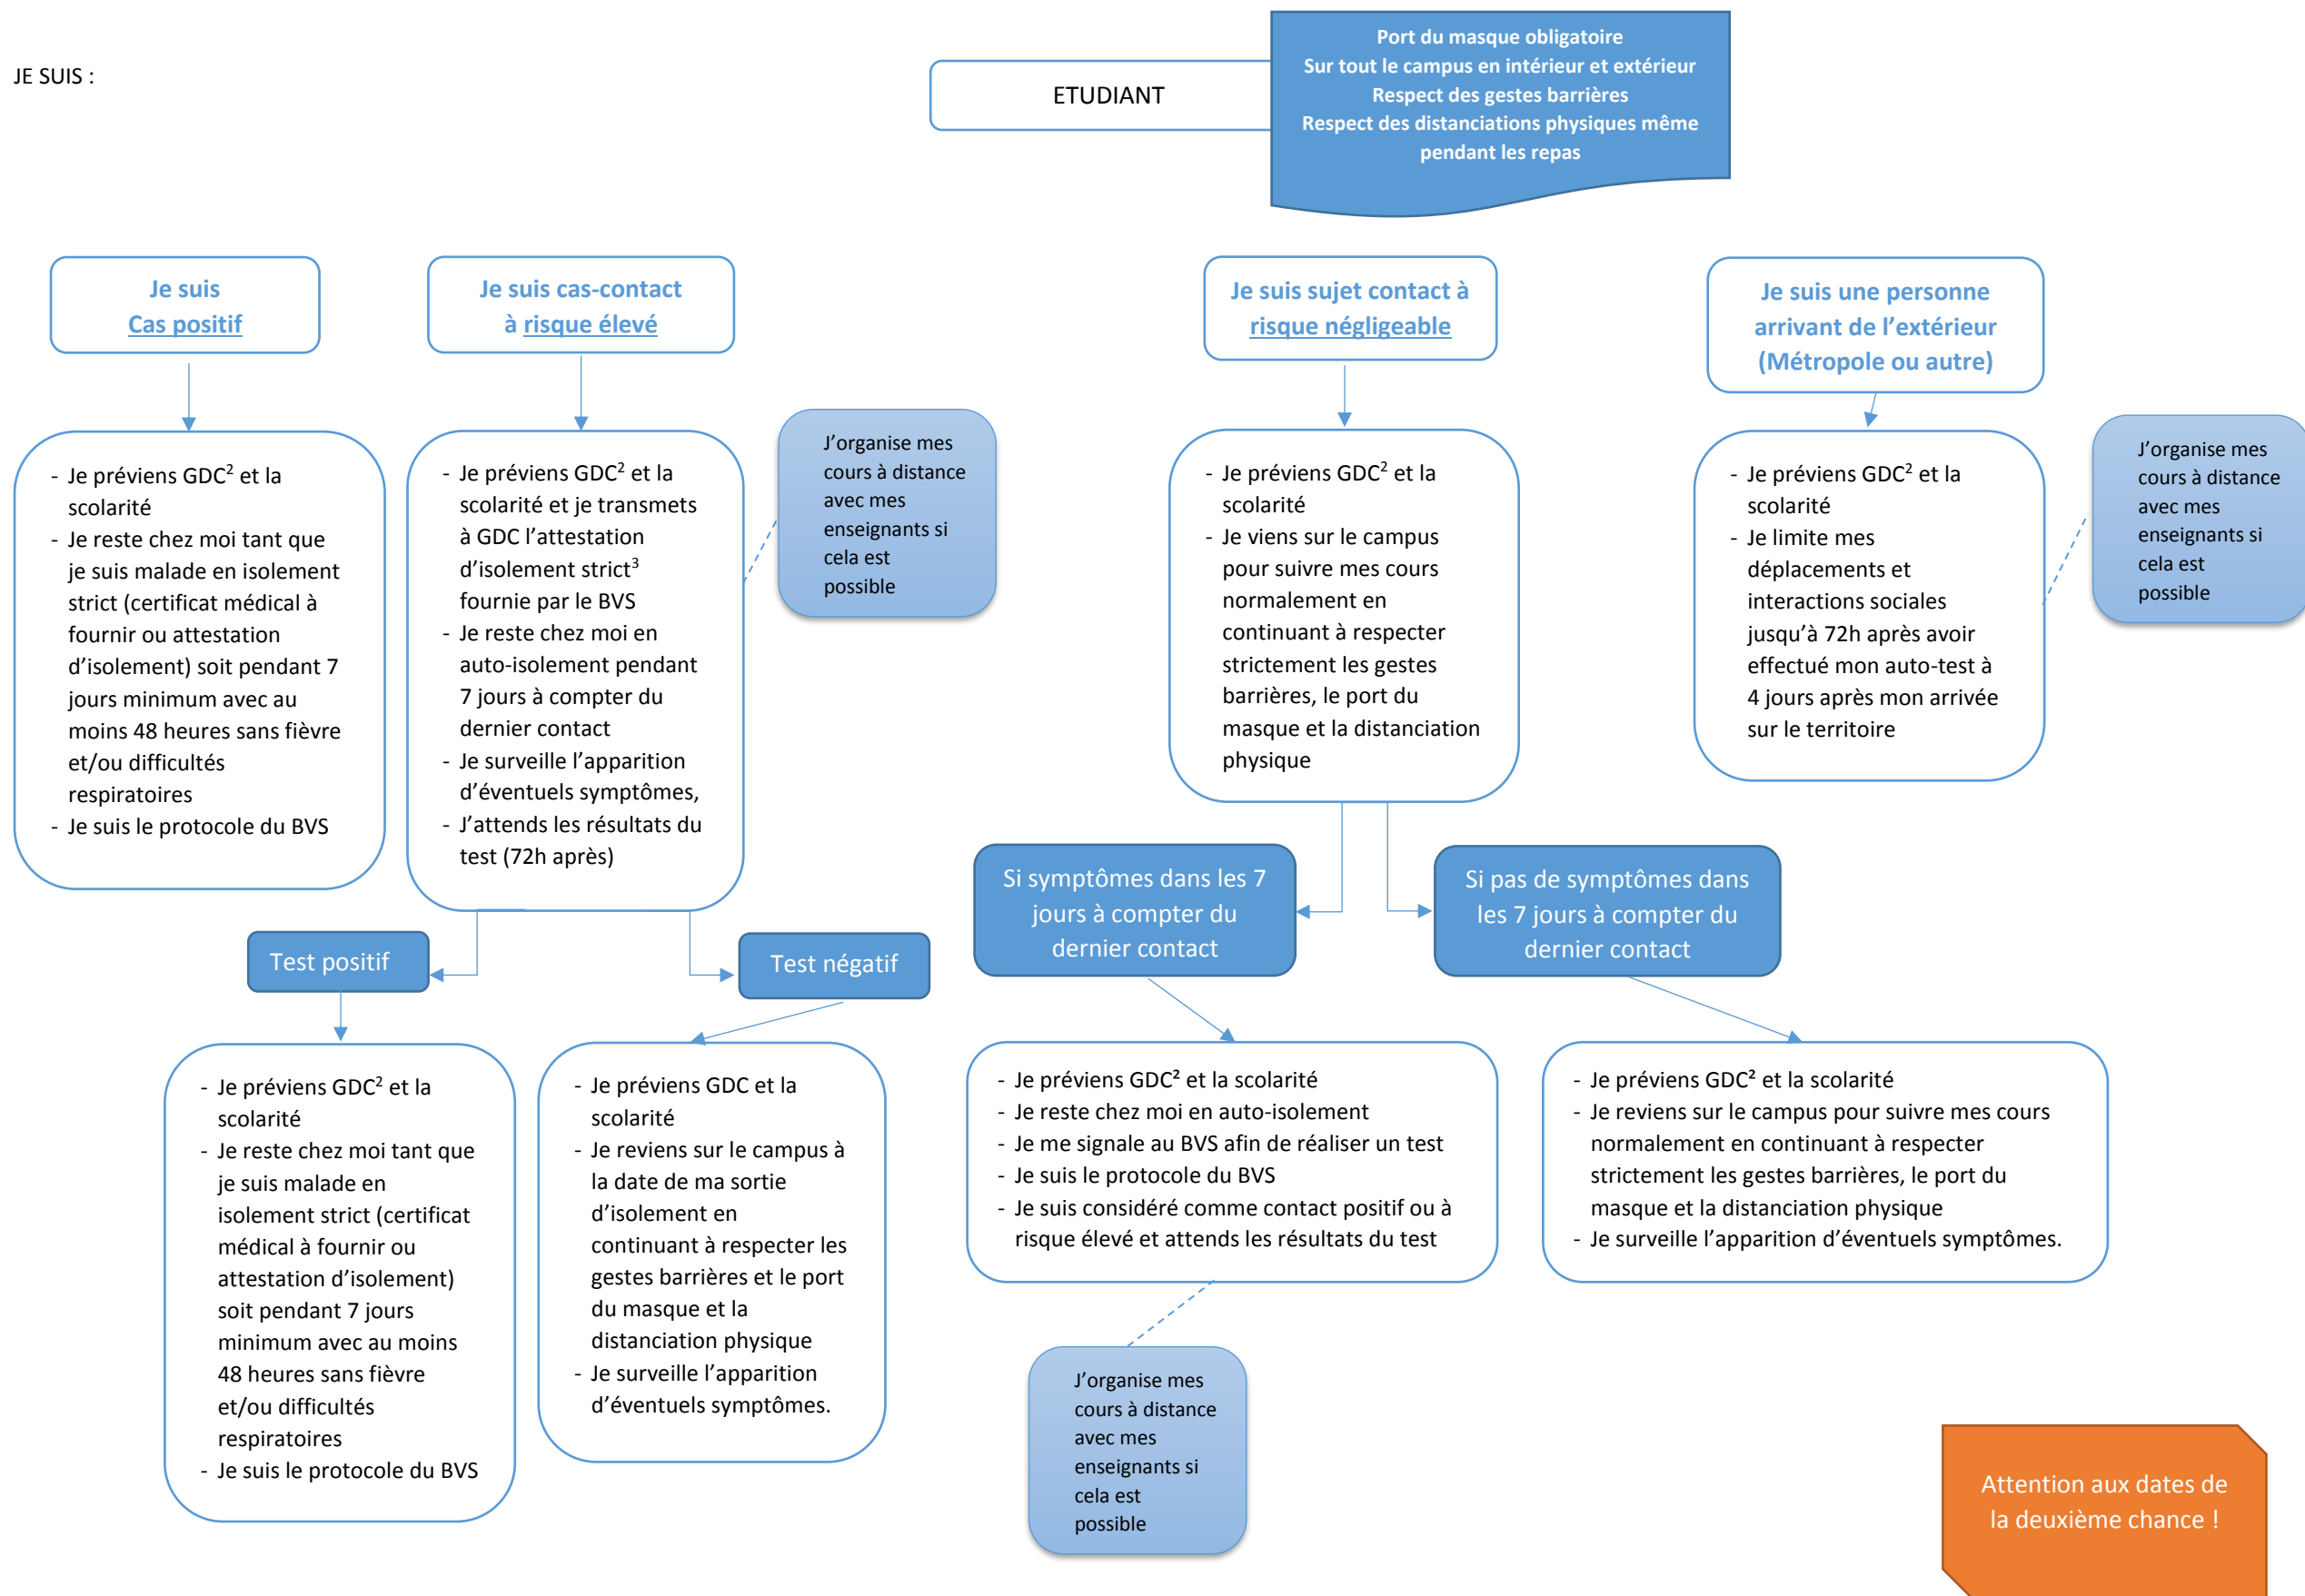 JE SUIS :
ETUDIANT
Port du masque obligatoire
Sur tout le campus en intérieur et extérieur
Respect des gestes barrières
Respect des distanciations physiques même
pendant les repas
Je suis
Cas positif
Je suis cas-contact
à risque élevé
Je suis sujet contact à
risque négligeable
Je suis une personne
arrivant de l’extérieur
(Métropole ou autre)
- Je préviens GDC² et la
scolarité
- Je reste chez moi tant que
je suis malade en isolement
strict (certificat médical à
fournir ou attestation
d’isolement) soit pendant 7
jours minimum avec au
moins 48 heures sans fièvre
et/ou difficultés
respiratoires
- Je suis le protocole du BVS
- Je préviens GDC² et la
scolarité et je transmets
à GDC l’attestation
d’isolement strict³
fournie par le BVS
- Je reste chez moi en
auto-isolement pendant
7 jours à compter du
dernier contact
- Je surveille l’apparition
d’éventuels symptômes,
- J’attends les résultats du
test (72h après)
J’organise mes
cours à distance
avec mes
enseignants si
cela est
possible
- Je préviens GDC² et la
scolarité
- Je viens sur le campus
pour suivre mes cours
normalement en
continuant à respecter
strictement les gestes
barrières, le port du
masque et la distanciation
physique
- Je préviens GDC² et la
scolarité
- Je limite mes
déplacements et
interactions sociales
jusqu’à 72h après avoir
effectué mon auto-test à
4 jours après mon arrivée
sur le territoire
J’organise mes
cours à distance
avec mes
enseignants si
cela est
possible
Test positif
Test négatif
Si symptômes dans les 7
jours à compter du
dernier contact
Si pas de symptômes dans
les 7 jours à compter du
dernier contact
- Je préviens GDC² et la
scolarité
- Je reste chez moi tant que
je suis malade en
isolement strict (certificat
médical à fournir ou
attestation d’isolement)
soit pendant 7 jours
minimum avec au moins
48 heures sans fièvre
et/ou difficultés
respiratoires
- Je suis le protocole du BVS
- Je préviens GDC et la
scolarité
- Je reviens sur le campus à
la date de ma sortie
d’isolement en
continuant à respecter les
gestes barrières et le port
du masque et la
distanciation physique
- Je surveille l’apparition
d’éventuels symptômes.
- Je préviens GDC² et la scolarité
- Je reste chez moi en auto-isolement
- Je me signale au BVS afin de réaliser un test
- Je suis le protocole du BVS
- Je suis considéré comme contact positif ou à
risque élevé et attends les résultats du test
- Je préviens GDC² et la scolarité
- Je reviens sur le campus pour suivre mes cours
normalement en continuant à respecter
strictement les gestes barrières, le port du
masque et la distanciation physique
- Je surveille l’apparition d’éventuels symptômes.
J’organise mes
cours à distance
avec mes
enseignants si
cela est
possible
Attention aux dates de
la deuxième chance !